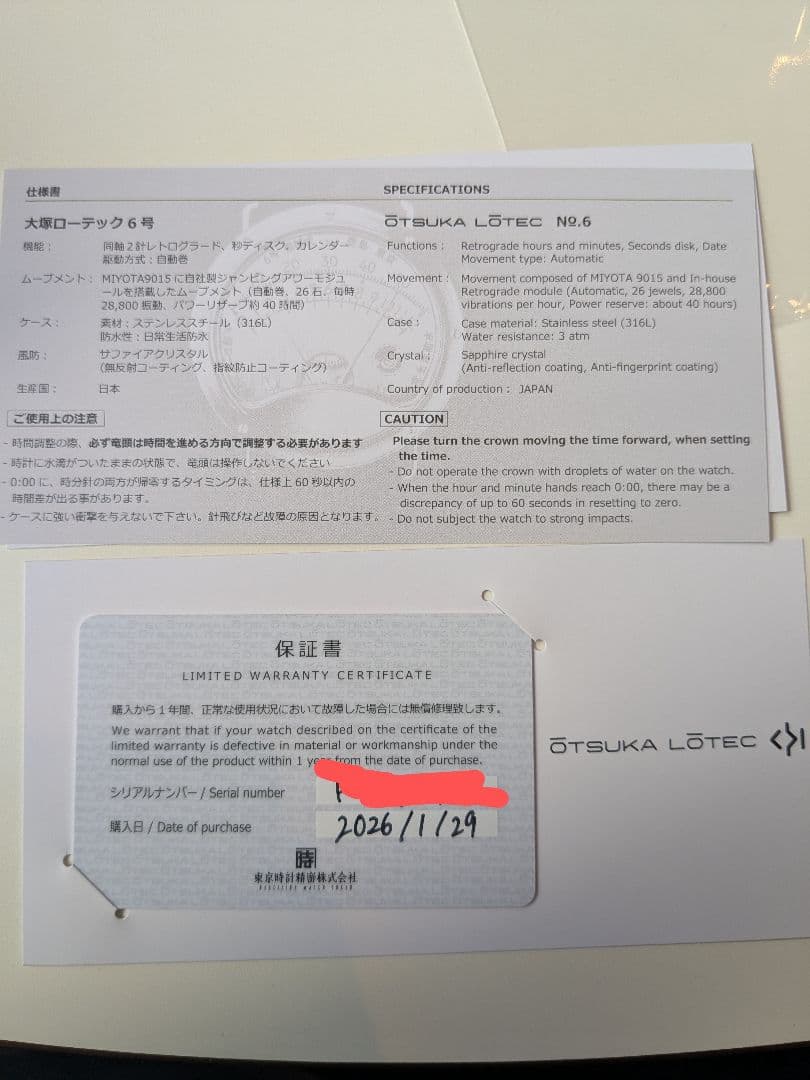 仕様書
大塚ローテック 6 号
機能： 同軸２針レトログラード、秒ディスク、カレンダー
駆動方式：自動巻
ムーブメント： MIYOTA9015 に自社製ジャンピングアワーモジュ
ールを搭載したムーブメント（自動巻、26 石、毎時
28,800 振動、パワーリザーブ約 40 時間）
ケース： 素材：ステンレススチール（316L）
防水性：日常生活防水
風防： サファイアクリスタル
（無反射コーティング、指紋防止コーティング）
生産国： 日本
ご使用上の注意
- 時間調整の際、必ず竜頭は時間を進める方向で調整する必要があります
- 時計に水滴がついたままの状態で、竜頭は操作しないでください
- 0:00 に、時分針の両方が帰零するタイミングは、仕様上 60 秒以内の
時間差が出る事があります。
- ケースに強い衝撃を与えないで下さい。針飛びなど故障の原因となります。
SPECIFICATIONS
ŌTSUKA LŌTEC Nº.6
Functions : Retrograde hours and minutes, Seconds disk, Date
Movement type: Automatic
Movement : Movement composed of MIYOTA 9015 and In-house
Retrograde module (Automatic, 26 jewels, 28,800
vibrations per hour, Power reserve: about 40 hours)
Case : Case material: Stainless steel (316L)
Water resistance: 3 atm
Crystal : Sapphire crystal
(Anti-reflection coating, Anti-fingerprint coating)
Country of production : JAPAN
CAUTION
Please turn the crown moving the time forward, when setting
the time.
- Do not operate the crown with droplets of water on the watch.
- When the hour and minute hands reach 0:00, there may be a
discrepancy of up to 60 seconds in resetting to zero.
- Do not subject the watch to strong impacts.
保証書
LIMITED WARRANTY CERTIFICATE
購入から１年間、正常な使用状況において故障した場合には無償修理致します。
We warrant that if your watch described on the certificate of the
limited warranty is defective in material or workmanship under the
normal use of the product within 1 year from the date of purchase.
シリアルナンバー / Serial number
購入日 / Date of purchase 2026/1/29
時
東京時計精密株式会社
PRECISION WATCH TOKYO
ŌTSUKA LŌTEC